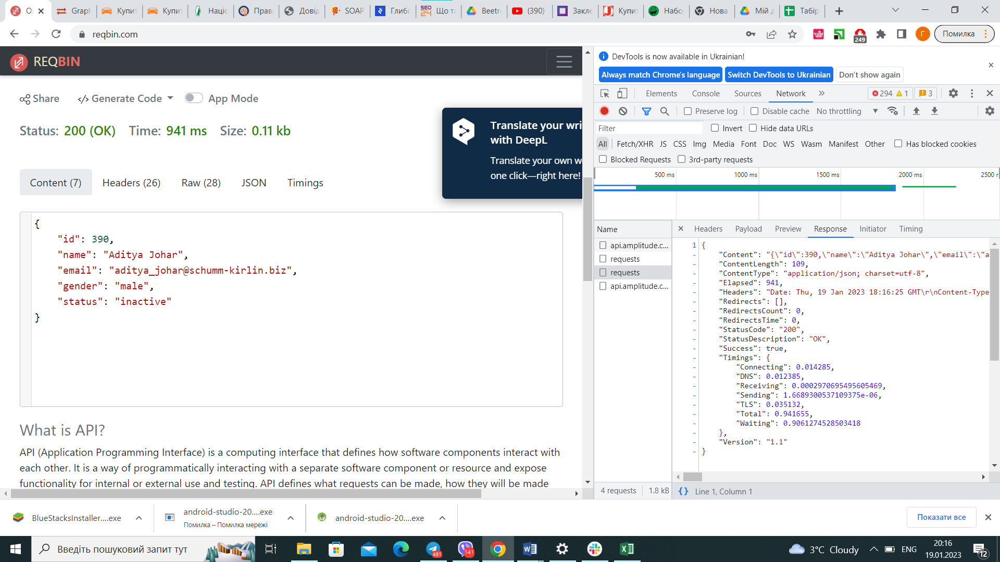 Graph
Купит
Купит
Націс
Прав
Довід
SOAP
Глибо
Що та
Beetro
(390)
Закле
Купит
Набо
Нова
Мій д
Табір
reqbin.com
249
Г
Помилка
REQBIN
Share
Generate Code
App Mode
Status: 200 (OK) Time: 941 ms Size: 0.11 kb
Translate your wri
with DeepL
Translate your own w
one click—right here!
Content (7) Headers (26) Raw (28) JSON Timings
{
"id": 390,
"name": "Aditya Johar",
"email": "aditya_johar@schumm-kirlin.biz",
"gender": "male",
"status": "inactive"
}
What is API?
API (Application Programming Interface) is a computing interface that defines how software components interact with
each other. It is a way of programmatically interacting with a separate software component or resource and expose
functionality for internal or external use and testing. API defines what requests can be made, how they will be made
DevTools is now available in Ukrainian!
Always match Chrome's language Switch DevTools to Ukrainian Don't show again
Elements Console Sources Network 294 1 3
Preserve log Disable cache No throttling
Filter Invert Hide data URLs
All Fetch/XHR JS CSS Img Media Font Doc WS Wasm Manifest Other Has blocked cookies
Blocked Requests 3rd-party requests
500 ms 1000 ms 1500 ms 2000 ms 2500 r
Name
api.amplitude.c...
requests
requests
api.amplitude.c...
Headers Payload Preview Response Initiator Timing
1 {
- "Content": "{\"id\":390,\"name\":\"Aditya Johar\",\"email\":\"a
- "ContentLength": 109,
- "ContentType": "application/json; charset=utf-8",
- "Elapsed": 941,
- "Headers": "Date: Thu, 19 Jan 2023 18:16:25 GMT\r\nContent-Type
- "Redirects": [],
- "RedirectsCount": 0,
- "RedirectsTime": 0,
- "StatusCode": "200",
- "StatusDescription": "OK",
- "Success": true,
- "Timings": {
- "Connecting": 0.014285,
- "DNS": 0.012385,
- "Receiving": 0.0002970695495605469,
- "Sending": 1.6689300537109375e-06,
- "TLS": 0.035132,
- "Total": 0.941655,
- "Waiting": 0.9061274528503418
- },
- "Version": "1.1"
- }
4 requests 1.8 kB
{} Line 1, Column 1
BlueStacksInstaller....exe
android-studio-20....exe
Помилка – Помилка мережі
android-studio-20....exe
Показати все
Введіть пошуковий запит тут
481
141
3°C Cloudy
ENG
20:16
19.01.2023
12